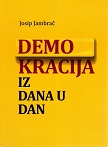 Josip Jambrač
DEMO
KRACIJA
IZ
DANA U
DAN